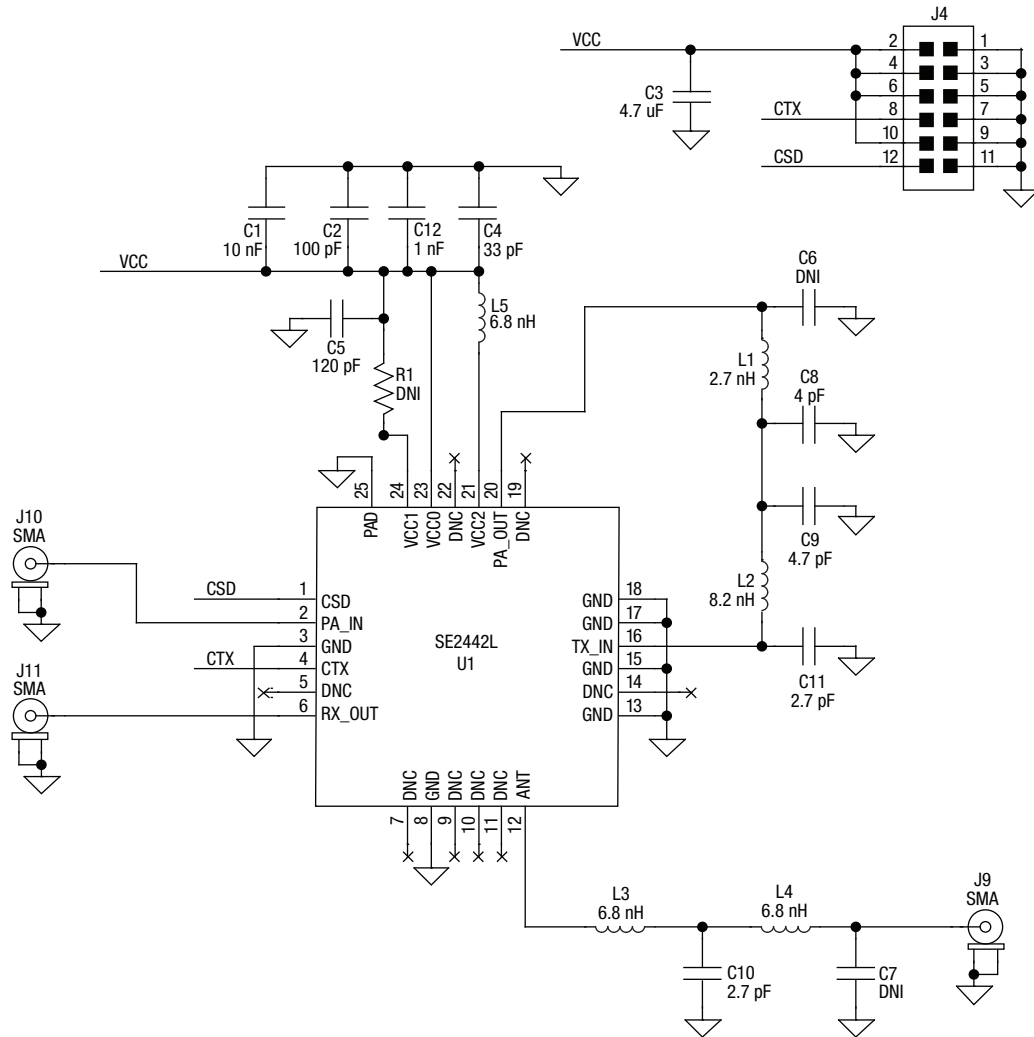 J4
VCC
2 1
4 3
6 5
8 7
10 9
12 11
C3
4.7 uF
CTX
CSD
C1
10 nF
C2
100 pF
C12
1 nF
C4
33 pF
VCC
C5
120 pF
R1
DNI
L5
6.8 nH
C6
DNI
L1
2.7 nH
C8
4 pF
C9
4.7 pF
L2
8.2 nH
C11
2.7 pF
25
24
23
22
21
20
19
PAD
VCC1
VCC0
DNC
VCC2
PA_OUT
DNC
J10
SMA
J11
SMA
CSD
1 CSD
2 PA_IN
3 GND
CTX
4 CTX
5 DNC
6 RX_OUT
SE2442L
U1
GND 18
GND 17
TX_IN 16
GND 15
DNC 14
GND 13
DNC
GND
DNC
DNC
DNC
ANT
7
8
9
10
11
12
L3
6.8 nH
L4
6.8 nH
J9
SMA
C10
2.7 pF
C7
DNI